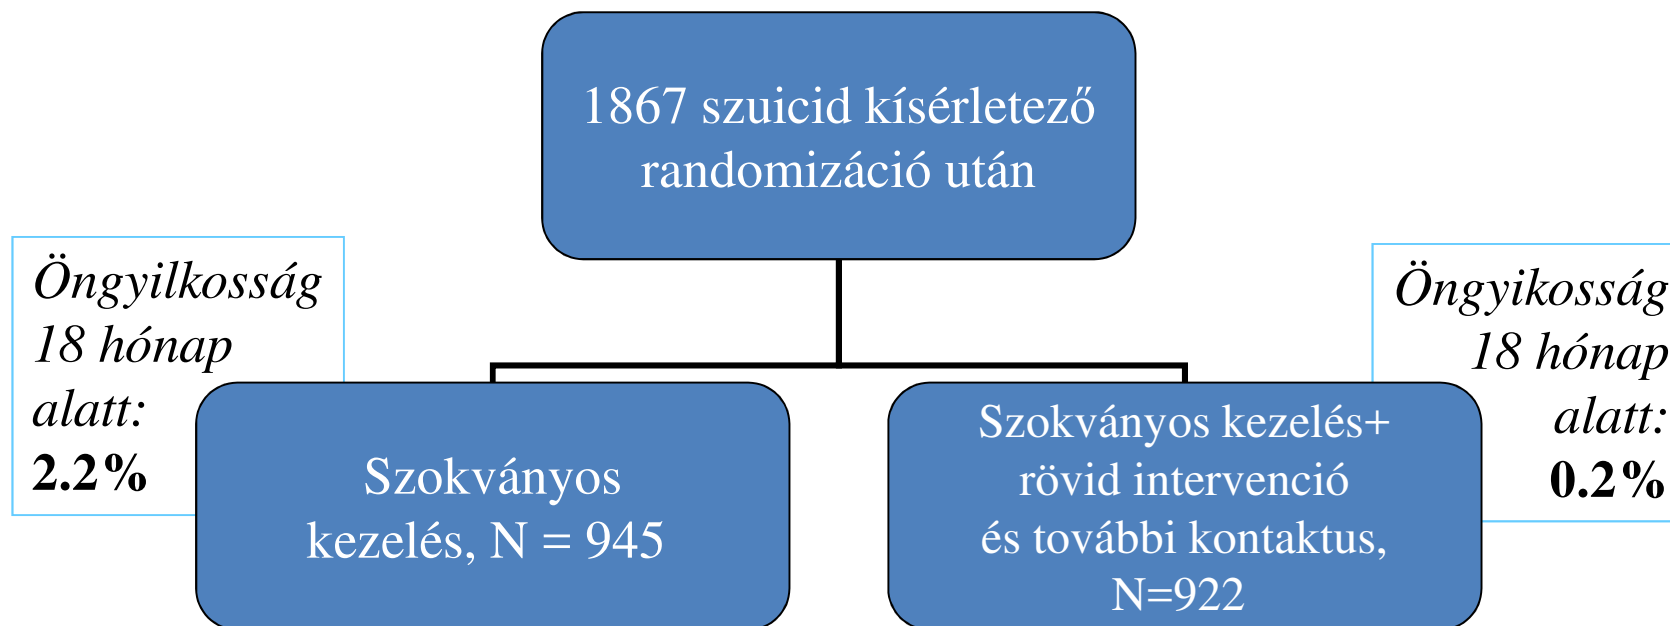 1867 szuicid kísérletező
randomizáció után
Öngyilkosság
18 hónap
alatt:
2.2%
Öngyikosság
18 hónap
alatt:
0.2%
Szokványos
kezelés, N = 945
Szokványos kezelés+
rövid intervenció
és további kontaktus,
N=922